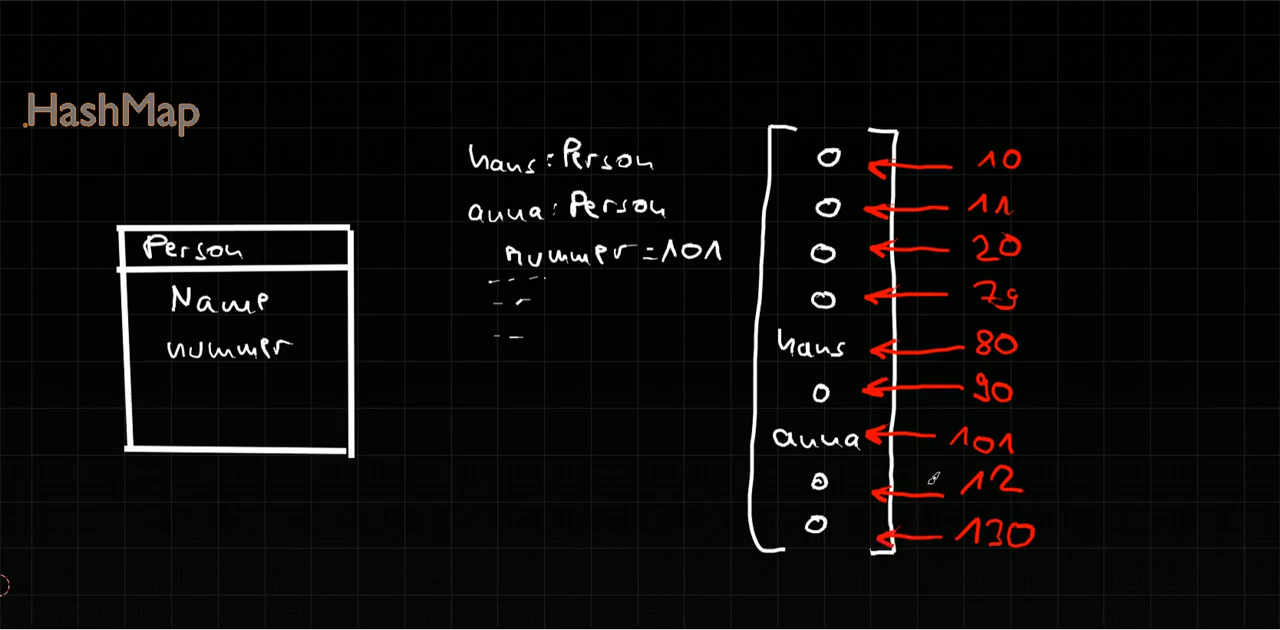 .HashMap
Person
Name
nummer
hans: Person
anna: Person
nummer = 101
0
0
0
0
hans
0
anna
0
0
10
11
20
79
80
90
101
12
130